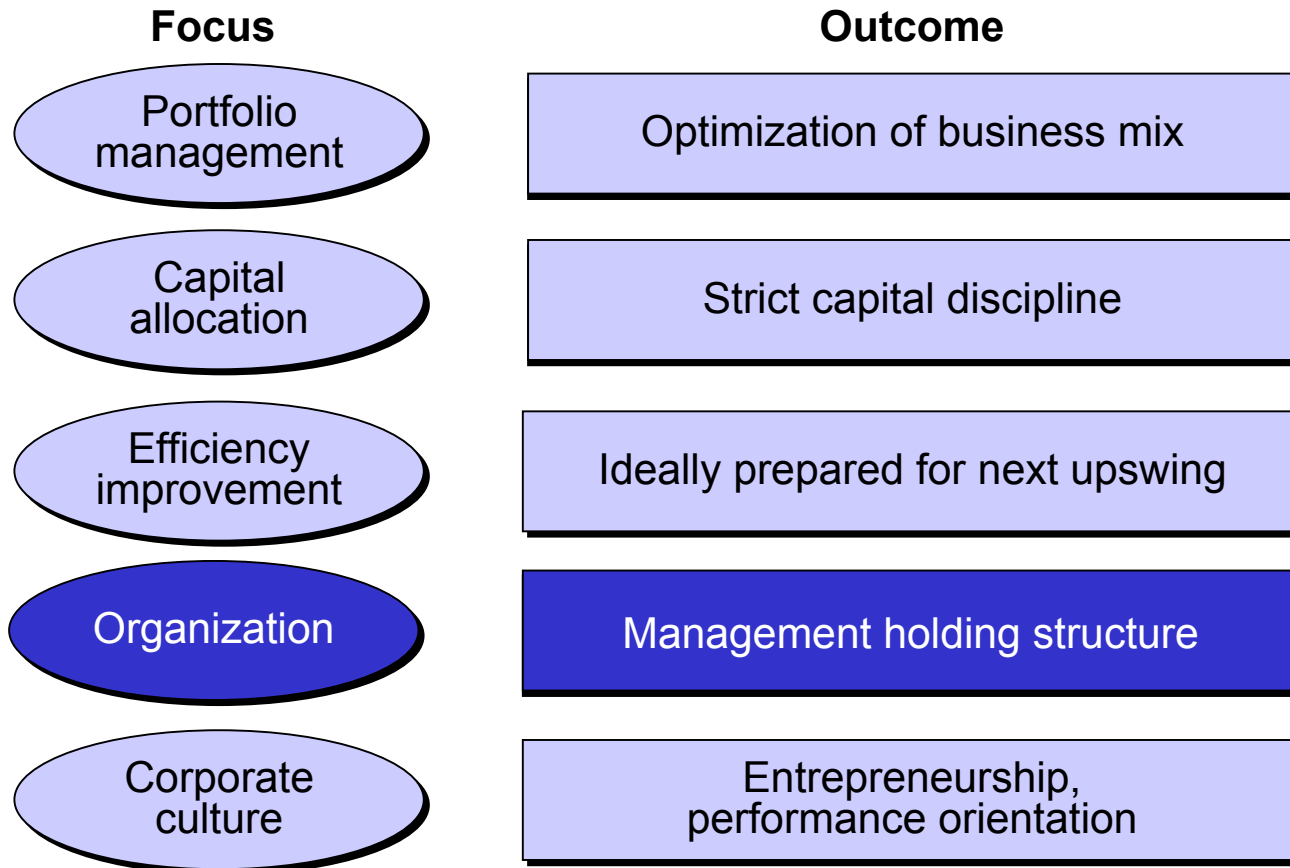 Focus
Outcome
Portfolio
management
Optimization of business mix
Capital
allocation
Strict capital discipline
Efficiency
improvement
Ideally prepared for next upswing
Organization
Management holding structure
Corporate
culture
Entrepreneurship,
performance orientation